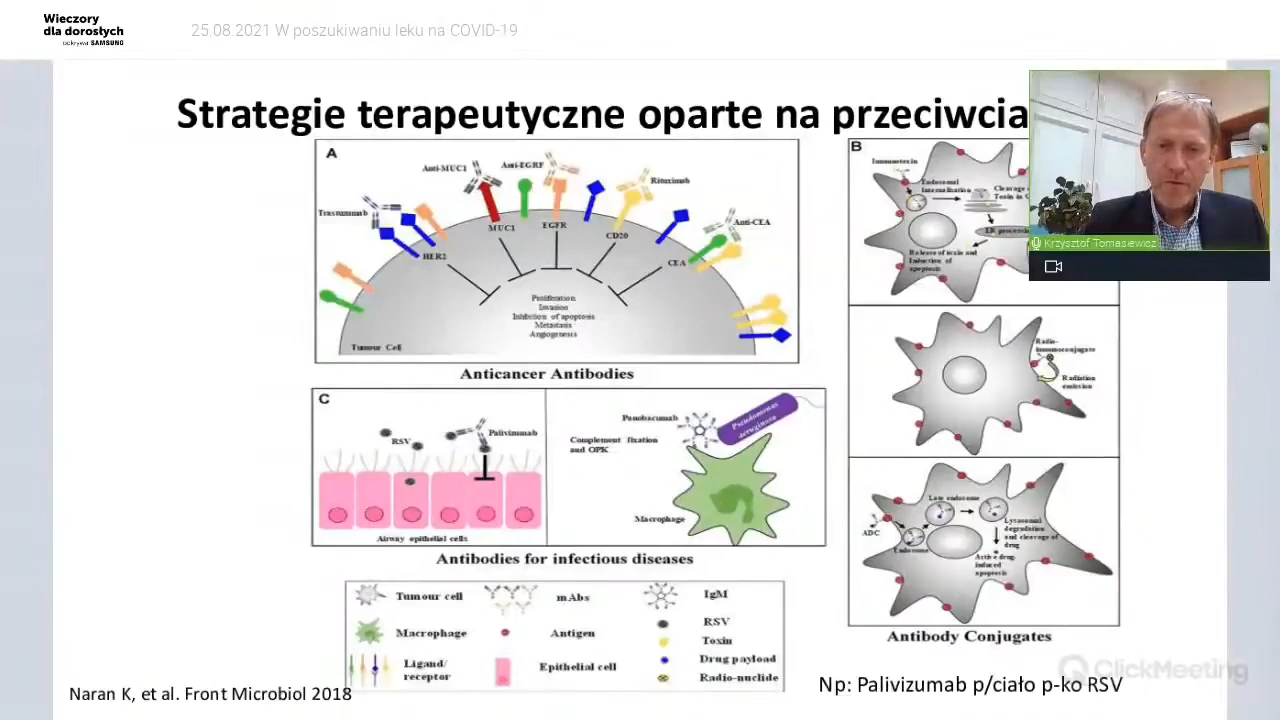 Wieczory
dla dorosłych
odkrywa SAMSUNG
25.08.2021 W poszukiwaniu leku na COVID-19
Strategie terapeutyczne oparte na przeciwcia
Krzysztof Tomasiewicz
A
Trastuzumab
Anti-MUC1
Anti-EGRF
Rituximab
Anti-CEA
HER2
MUC1
EGFR
CD20
CEA
Proliferation
Invasion
Inhibition of apoptosis
Metastasis
Angiogenesis
Tumour Cell
Anticancer Antibodies
B
Immunotoxin
Endosomal
Internalisation
Cleavage o
Toxin in C
ER process
Release of toxin and
Induction of
apoptosis
Radio-
immunoconjugate
Radiation
emission
ADC
Endosome
Late endosome
Lysosomal
degradation
and cleavage of
drug
Active drug-
induced
apoptosis
Antibody Conjugates
C
RSV
Palivizumab
Airway epithelial cells
Panobacumab
Pseudomonas
aeruginosa
Complement fixation
and OPK
Macrophage
Antibodies for infectious diseases
Tumour cell
mAbs
IgM
Macrophage
Antigen
RSV
Toxin
Ligand/
receptor
Epithelial cell
Drug payload
Radio-nuclide
Naran K, et al. Front Microbiol 2018
Np: Palivizumab p/ciało p-ko RSV
ClickMeeting